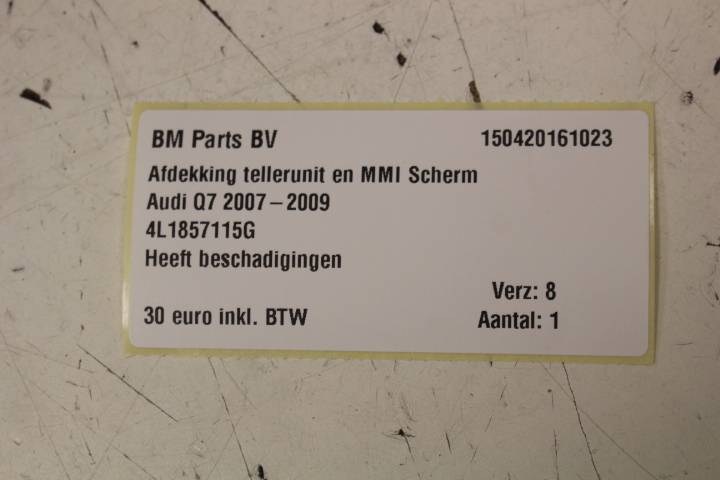 BM Parts BV 150420161023
Afdekking tellerunit en MMI Scherm
Audi Q7 2007-2009
4L1857115G
Heeft beschadigingen
Verz: 8
30 euro inkl. BTW Aantal: 1